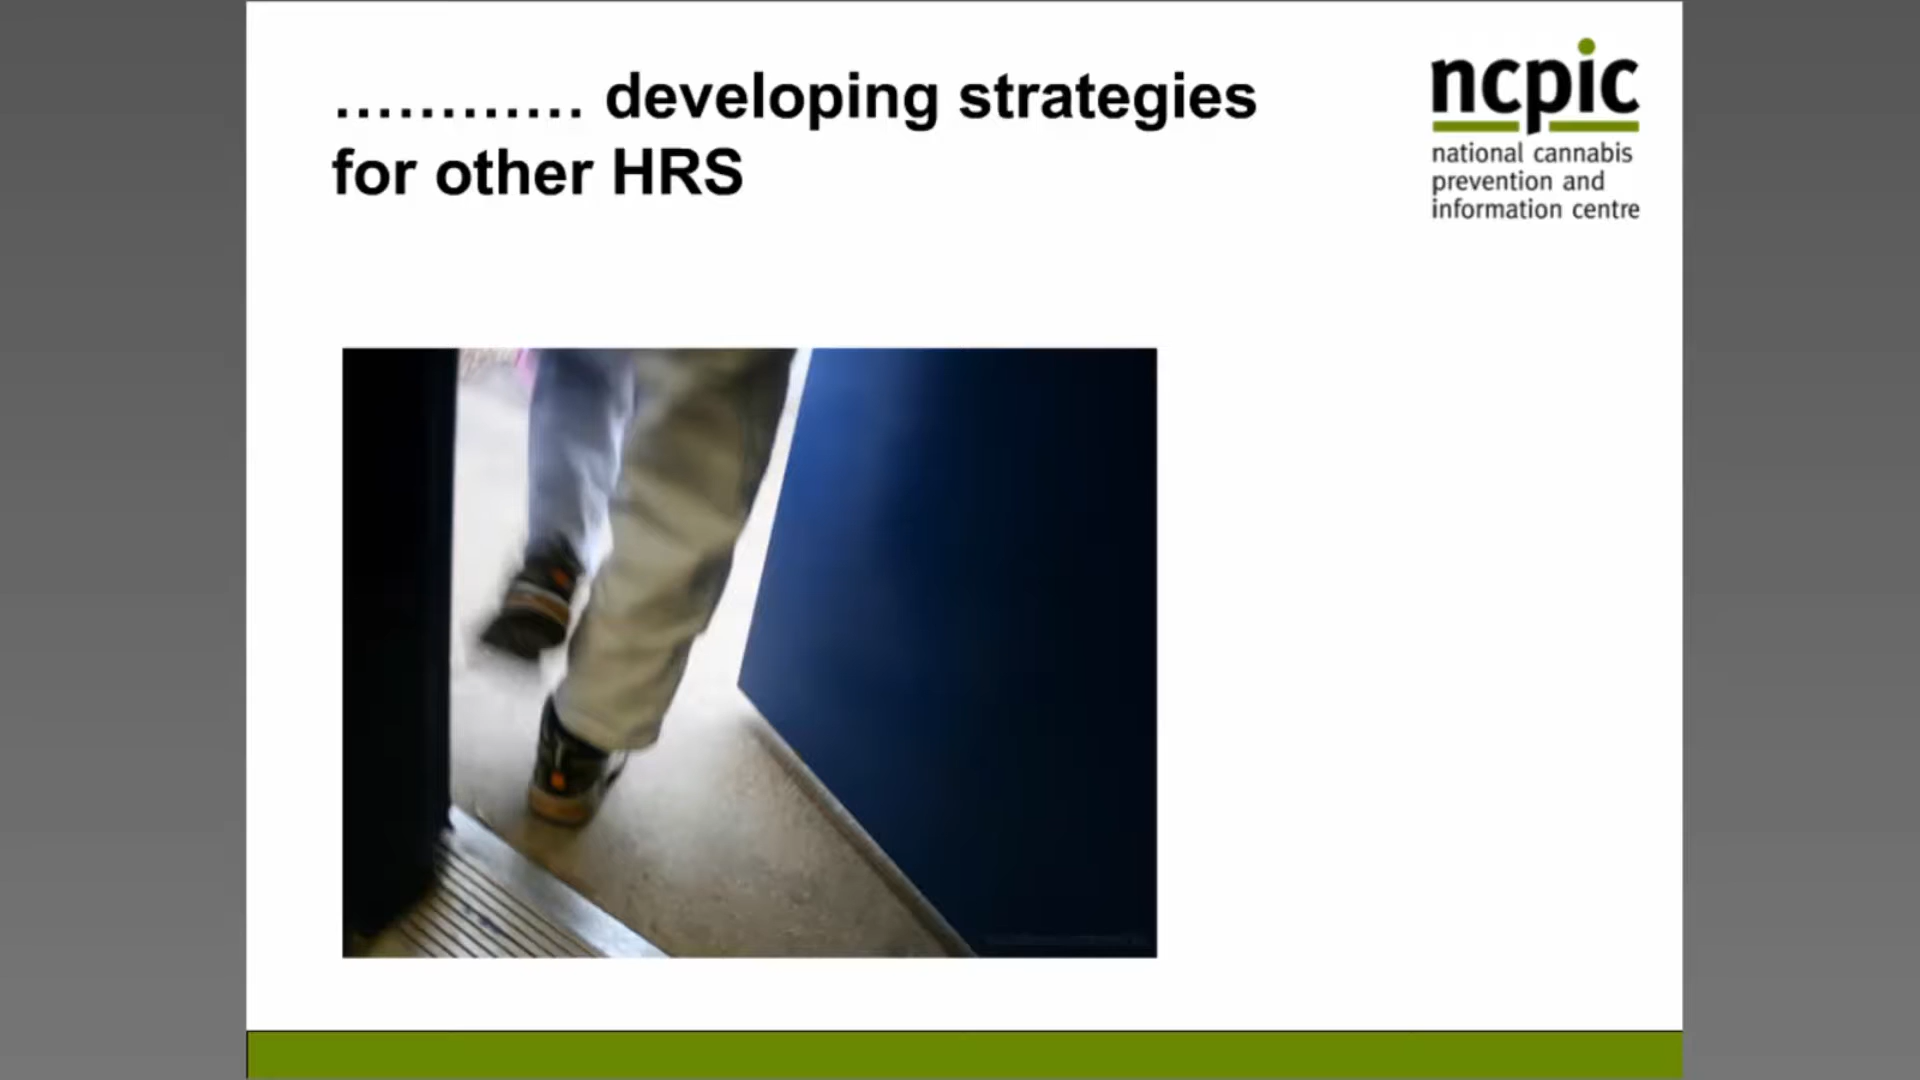 ………… developing strategies
for other HRS
ncpic
national cannabis
prevention and
information centre